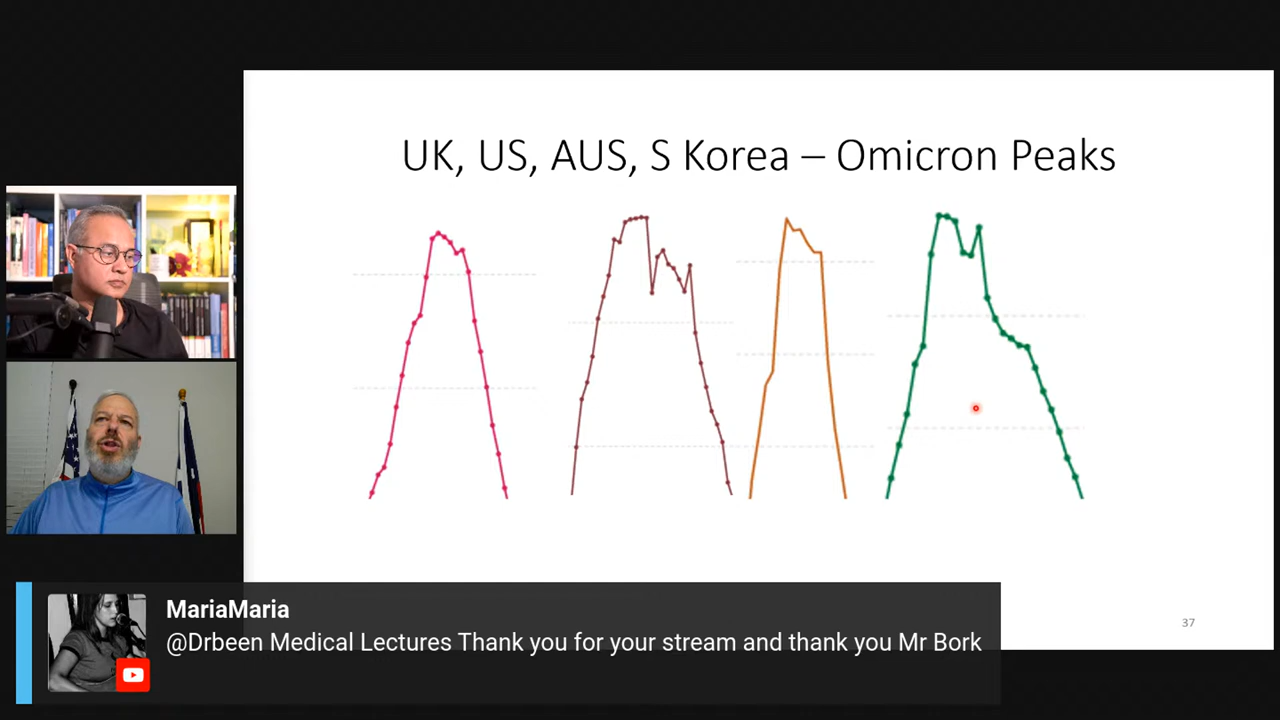 UK, US, AUS, S Korea – Omicron Peaks
37
MariaMaria
@Drbeen Medical Lectures Thank you for your stream and thank you Mr Bork